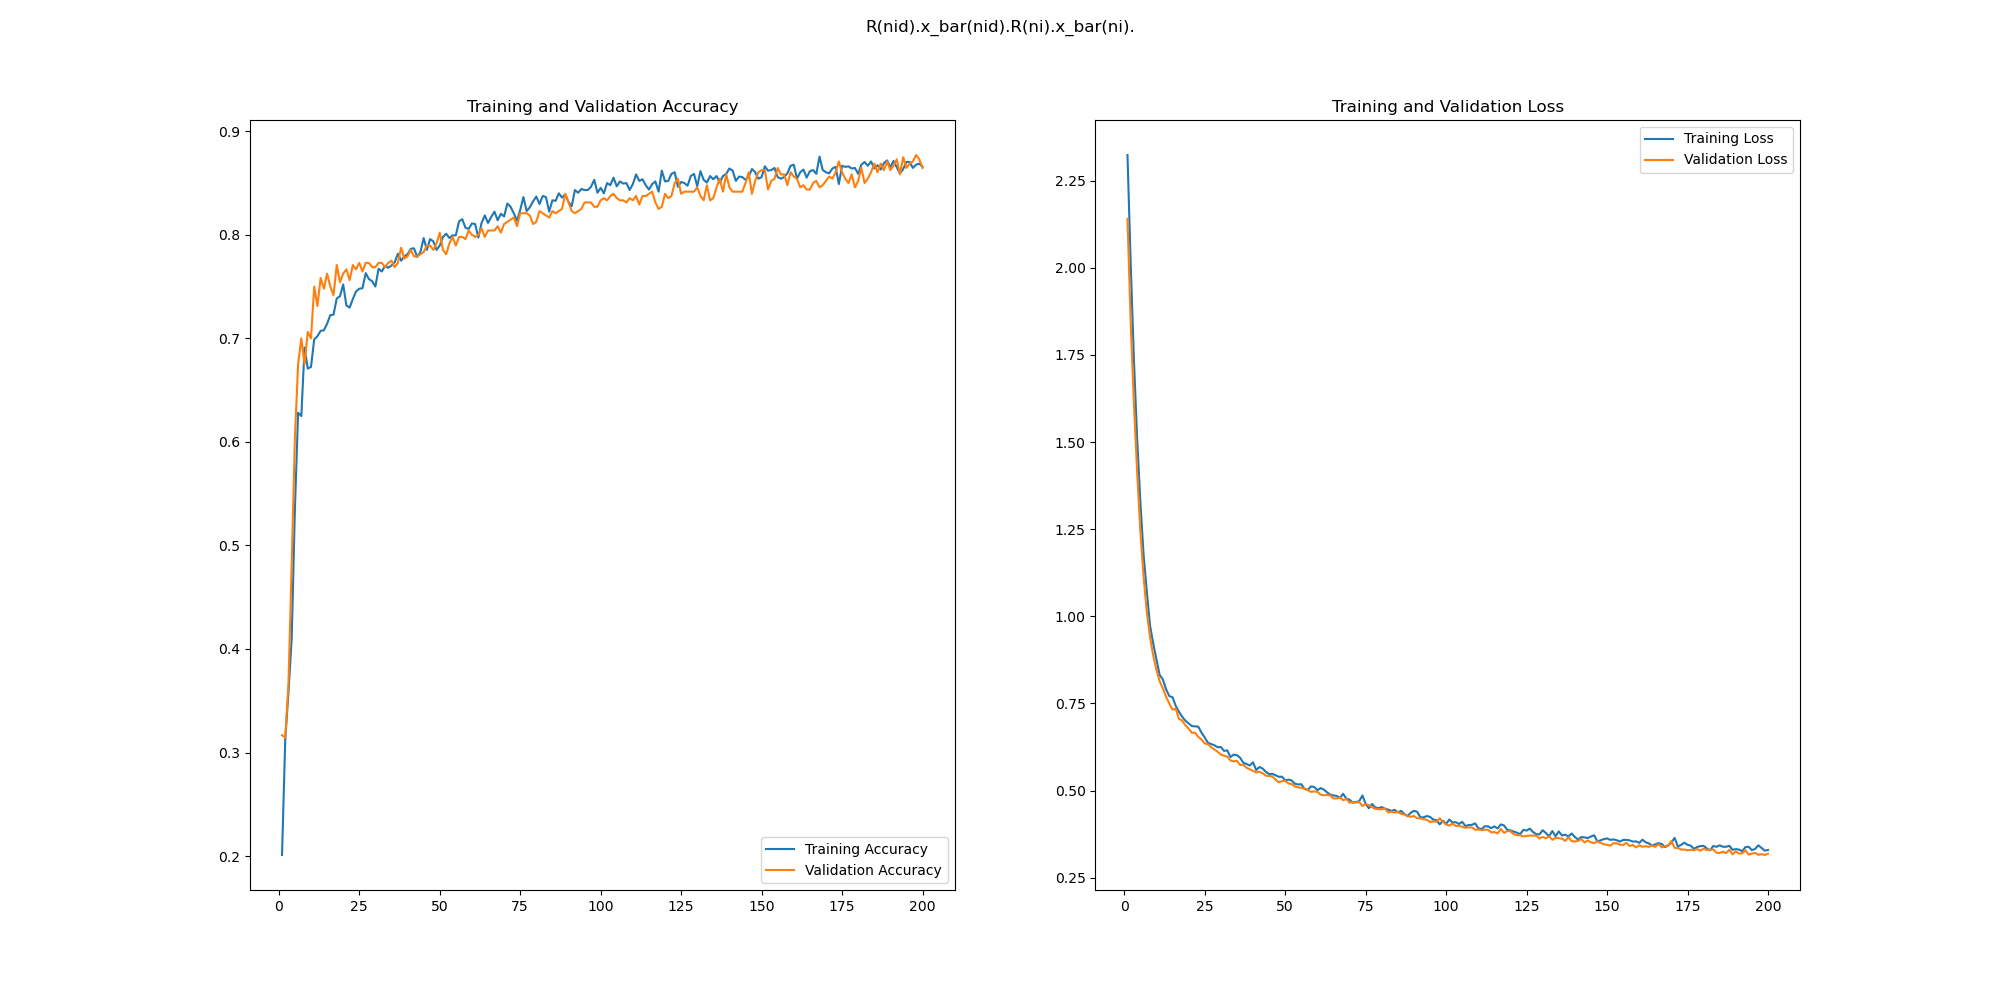 R(nid).x_bar(nid).R(ni).x_bar(ni).
Training and Validation Accuracy
0.9
0.8
0.7
0.6
0.5
0.4
0.3
0.2
0 25 50 75 100 125 150 175 200
Training Accuracy
Validation Accuracy
Training and Validation Loss
2.25
2.00
1.75
1.50
1.25
1.00
0.75
0.50
0.25
0 25 50 75 100 125 150 175 200
Training Loss
Validation Loss